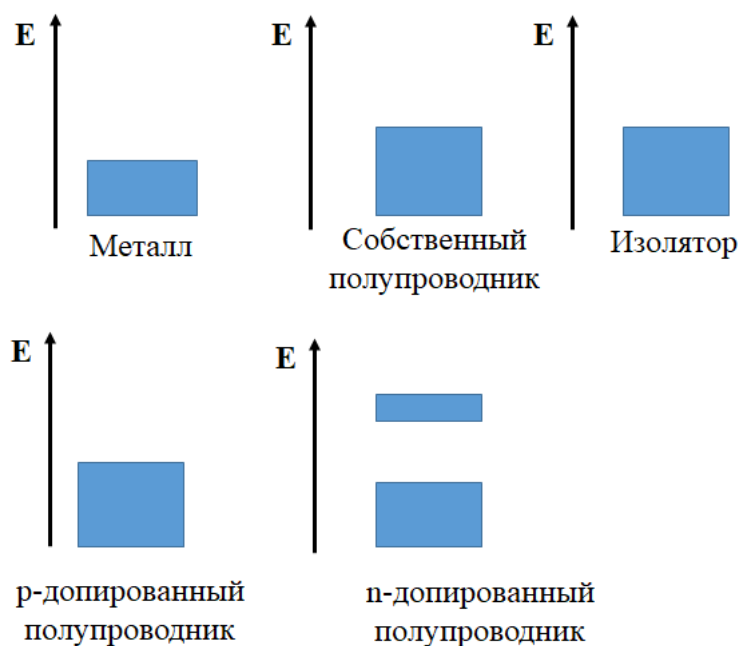 E
E
E
Металл
Собственный
полупроводник
Изолятор
E
E
p-допированный
полупроводник
n-допированный
полупроводник